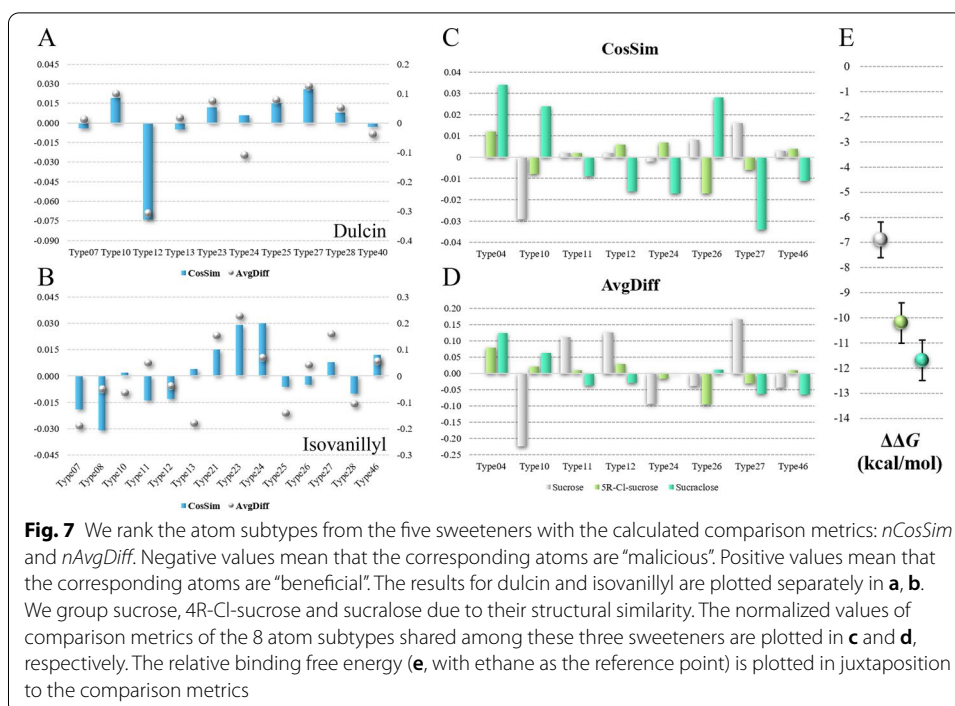 A
0.045
0.030
0.015
0.000
-0.015
-0.030
-0.045
-0.060
-0.075
-0.090
0.2
0.1
0
-0.1
-0.2
-0.3
-0.4
Dulcin
Type07 Type10 Type12 Type13 Type23 Type24 Type25 Type27 Type28 Type40
CosSim AvgDiff
B
0.045
0.030
0.015
0.000
-0.015
-0.030
-0.045
0.3
0.2
0.1
0
-0.1
-0.2
-0.3
Isovanillyl
Type07 Type08 Type10 Type11 Type12 Type13 Type21 Type23 Type24 Type25 Type26 Type27 Type28 Type46
CosSim AvgDiff
C
CosSim
0.04
0.03
0.02
0.01
0
-0.01
-0.02
-0.03
-0.04
Type04 Type10 Type11 Type12 Type24 Type26 Type27 Type46
D
AvgDiff
0.20
0.15
0.10
0.05
0.00
-0.05
-0.10
-0.15
-0.20
-0.25
Type04 Type10 Type11 Type12 Type24 Type26 Type27 Type46
Sucrose 5R-Cl-sucrose Sucraclose
E
0
-1
-2
-3
-4
-5
-6
-7
-8
-9
-10
-11
-12
-13
-14
ΔΔG
(kcal/mol)
Fig. 7 We rank the atom subtypes from the five sweeteners with the calculated comparison metrics: nCosSim
and nAvgDiff. Negative values mean that the corresponding atoms are “malicious”. Positive values mean that
the corresponding atoms are “beneficial”. The results for dulcin and isovanillyl are plotted separately in a, b.
We group sucrose, 4R-Cl-sucrose and sucralose due to their structural similarity. The normalized values of
comparison metrics of the 8 atom subtypes shared among these three sweeteners are plotted in c and d,
respectively. The relative binding free energy (e, with ethane as the reference point) is plotted in juxtaposition
to the comparison metrics